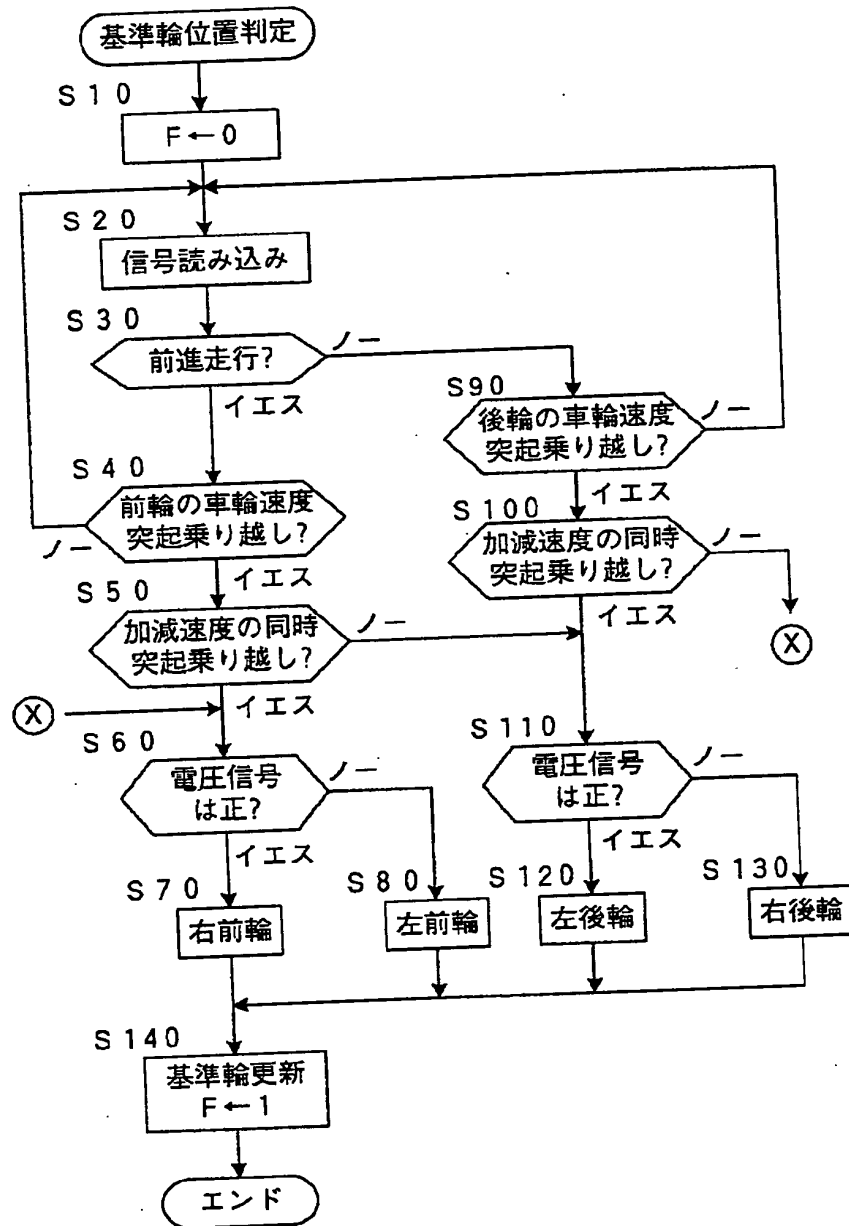 基準輪位置判定
S10
F←0
S20
信号読み込み
S30
前進走行?
ノー
イエス
S90
後輪の車輪速度
突起乗り越し?
ノー
イエス
S40
前輪の車輪速度
突起乗り越し?
ノー
イエス
S100
加減速度の同時
突起乗り越し?
ノー
イエス
X
S50
加減速度の同時
突起乗り越し?
ノー
イエス
X
S60
電圧信号
は正?
ノー
イエス
S110
電圧信号
は正?
ノー
イエス
S70
右前輪
S80
左前輪
S120
左後輪
S130
右後輪
S140
基準輪更新
F←1
エンド